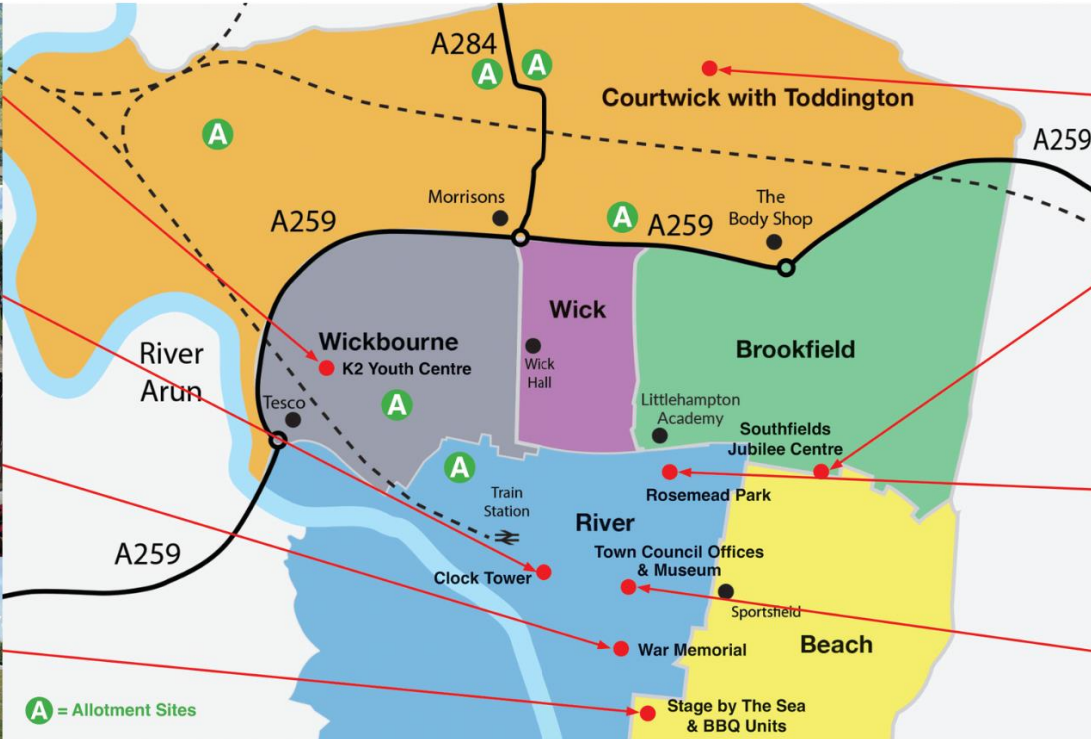 A284
A
A
Courtwick with Toddington
A
A259
Morrisons
The
Body Shop
A259
A
A259
Wick
Wickbourne
K2 Youth Centre
Wick
Hall
Brookfield
River
Arun
Tesco
A
Littlehampton
Academy
Southfields
Jubilee Centre
A
Train
Station
Rosemead Park
River
A259
Town Council Offices
& Museum
Clock Tower
Sportsfield
Beach
War Memorial
Stage by The Sea
& BBQ Units
A = Allotment Sites